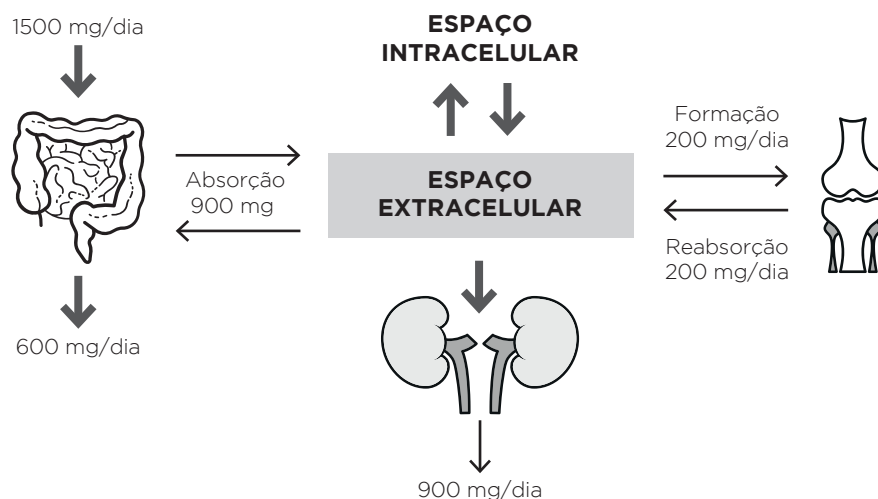 1500 mg/dia
ESPAÇO
INTRACELULAR
Formação
200 mg/dia
Absorção
900 mg
ESPAÇO
EXTRACELULAR
Reabsorção
200 mg/dia
600 mg/dia
900 mg/dia